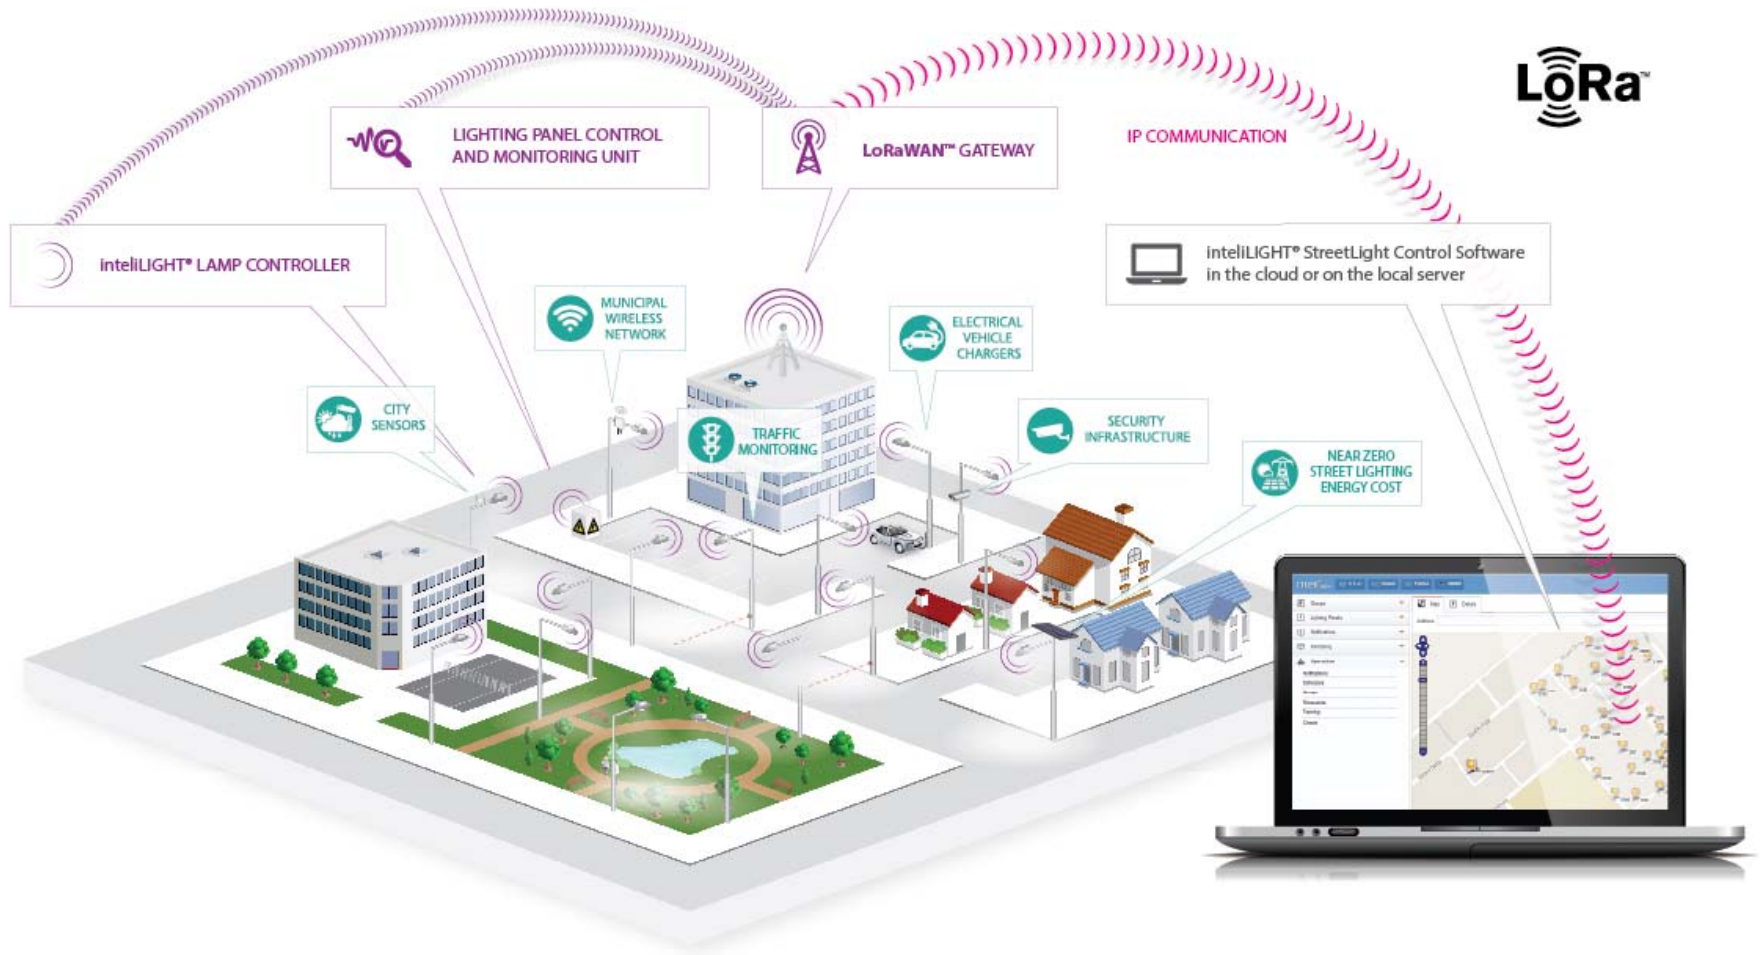 LoRa™
LIGHTING PANEL CONTROL
AND MONITORING UNIT
LoRaWAN™ GATEWAY
IP COMMUNICATION
inteliLIGHT® LAMP CONTROLLER
inteliLIGHT® StreetLight Control Software
in the cloud or on the local server
MUNICIPAL
WIRELESS
NETWORK
ELECTRICAL
VEHICLE
CHARGERS
CITY
SENSORS
TRAFFIC
MONITORING
SECURITY
INFRASTRUCTURE
NEAR ZERO
STREET LIGHTING
ENERGY COST